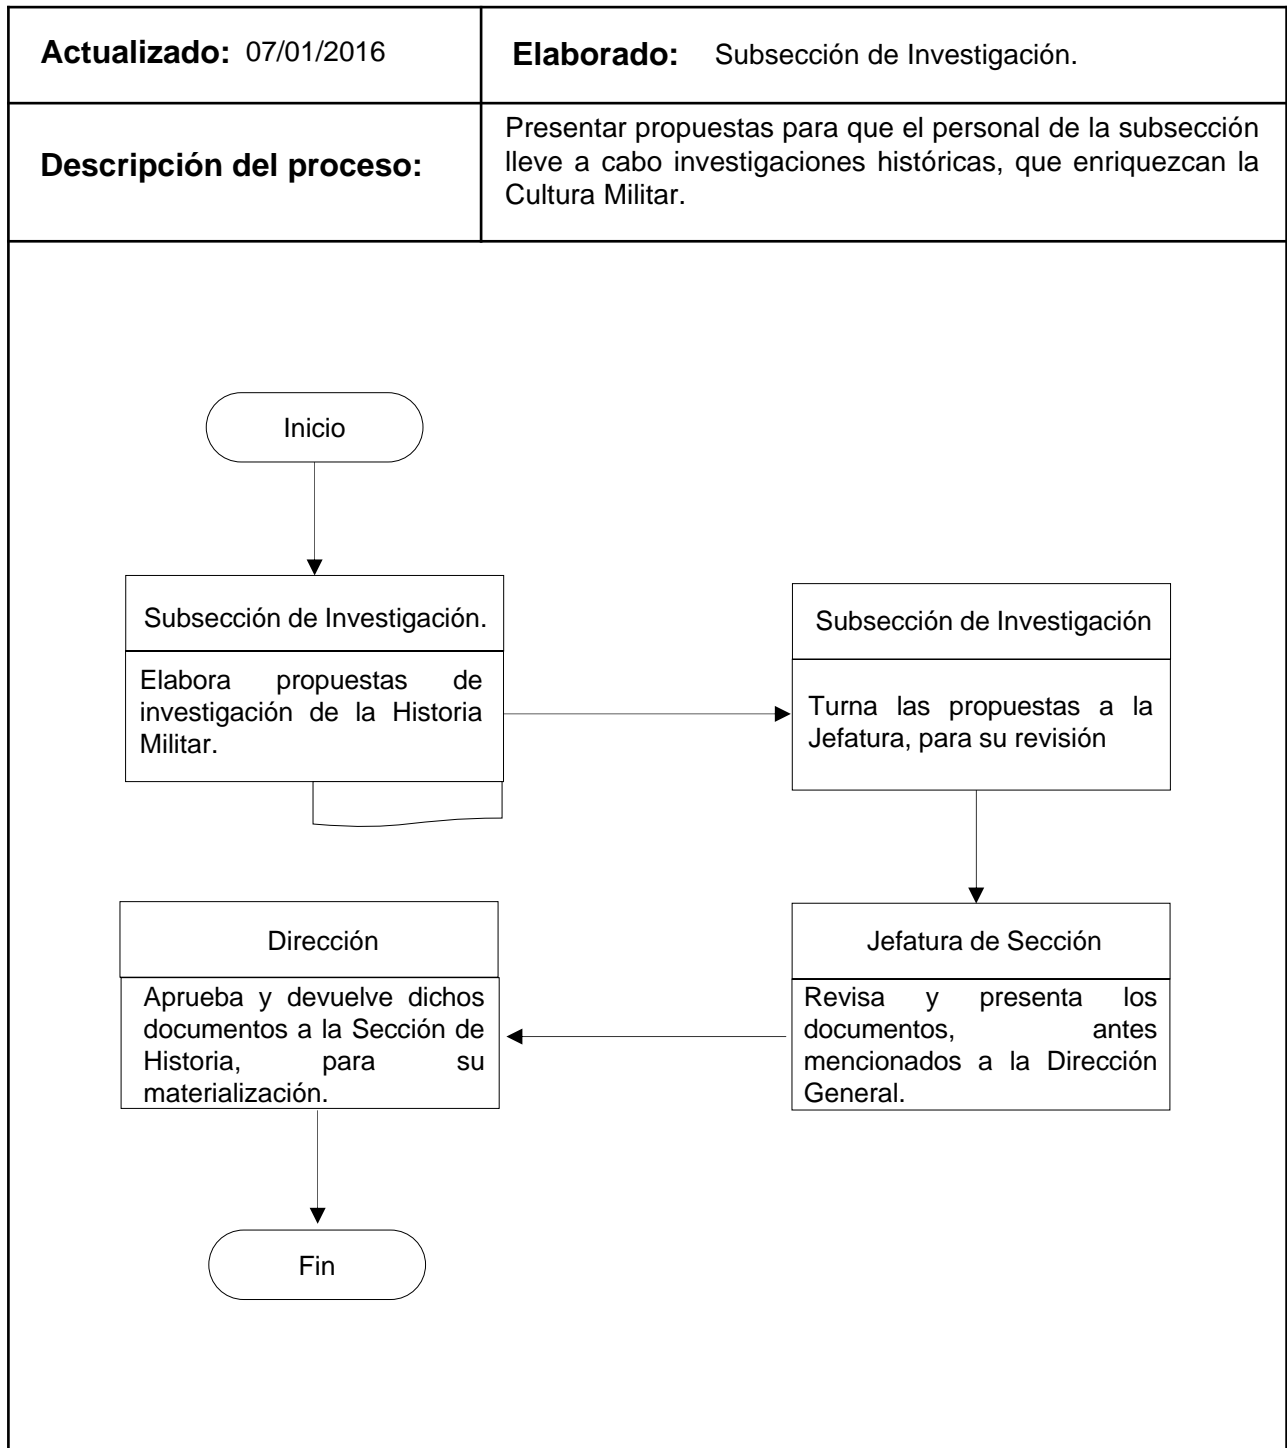 Actualizado: 07/01/2016
Elaborado: Subsección de Investigación.
Descripción del proceso:
Presentar propuestas para que el personal de la subsección
lleve a cabo investigaciones históricas, que enriquezcan la
Cultura Militar.
Inicio
Subsección de Investigación.
Elabora propuestas de
investigación de la Historia
Militar.
Subsección de Investigación
Turna las propuestas a la
Jefatura, para su revisión
Jefatura de Sección
Revisa y presenta los
documentos, antes
mencionados a la Dirección
General.
Dirección
Aprueba y devuelve dichos
documentos a la Sección de
Historia, para su
materialización.
Fin